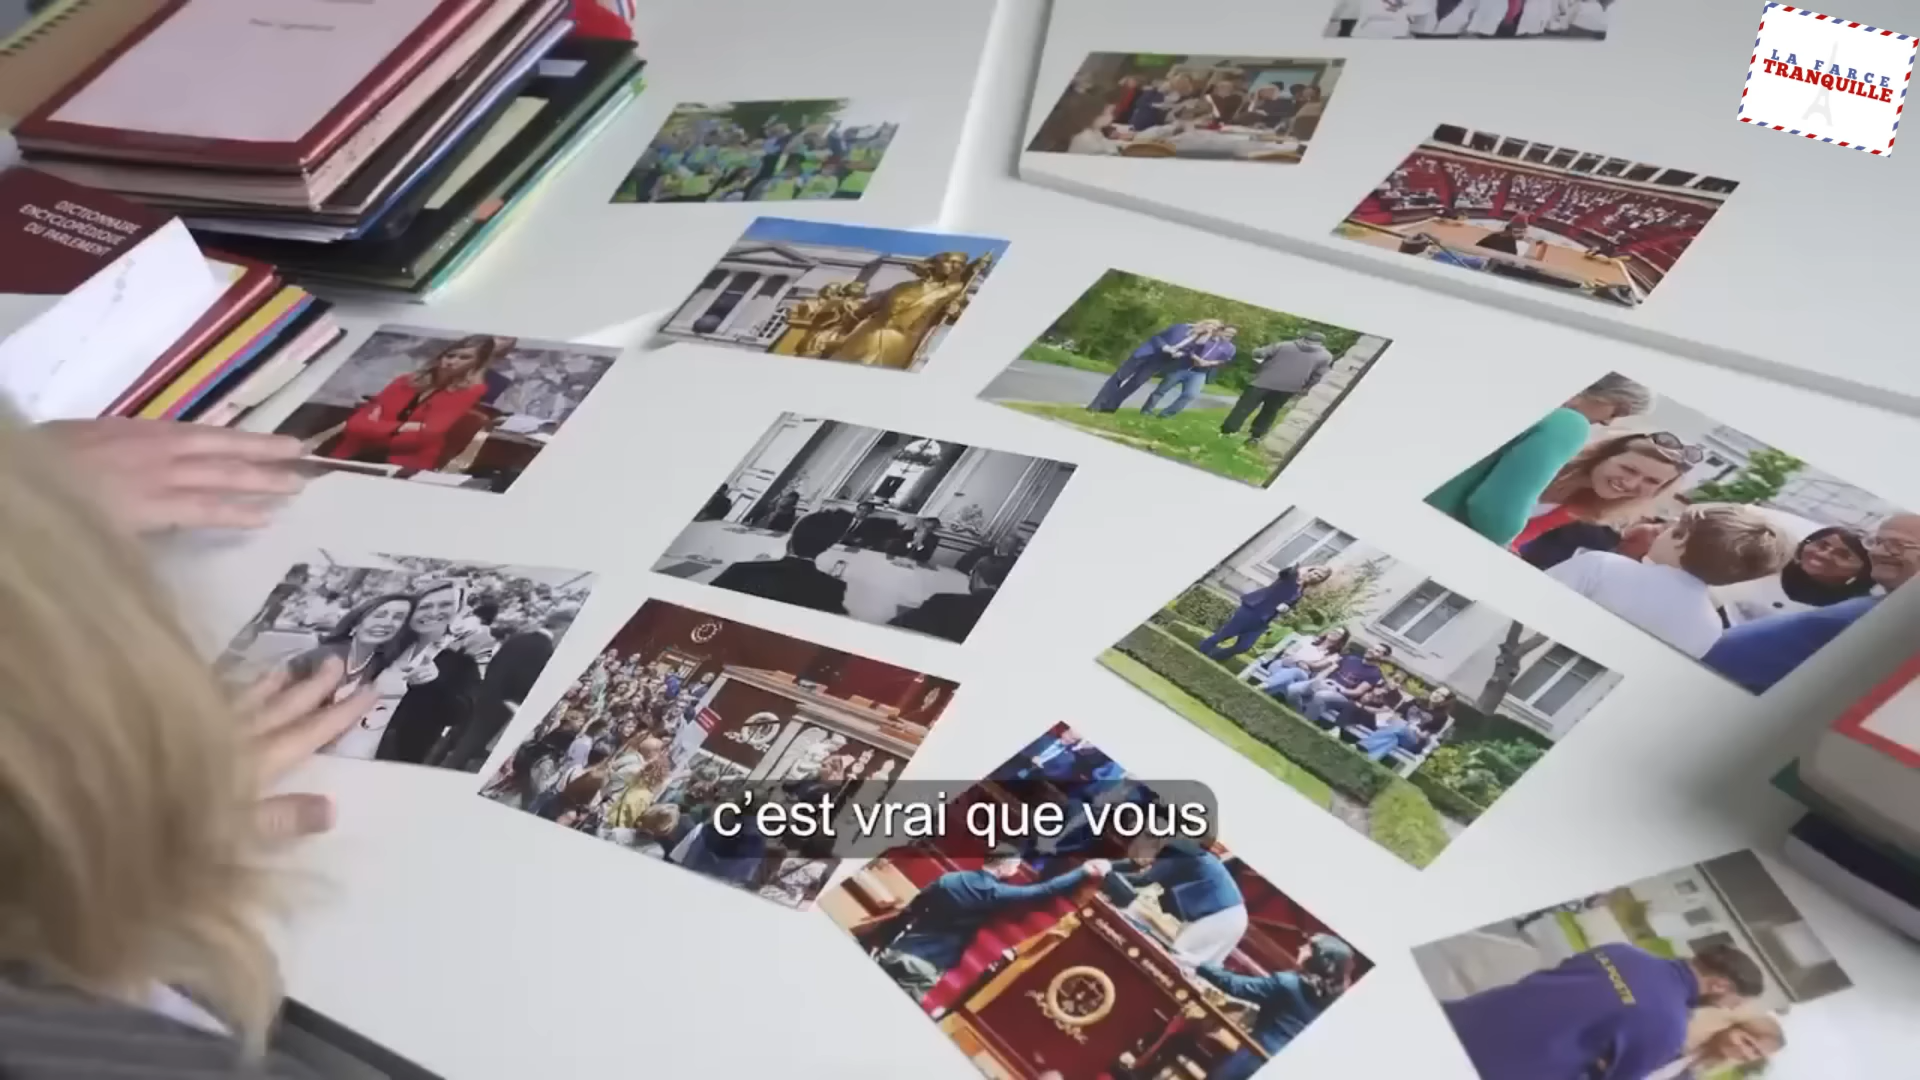 LA FARCE
TRANQUILLE
DICTIONNAIRE
ENCYCLOPÉDIQUE
DU PARLEMENT
c'est vrai que vous
LA POSTE